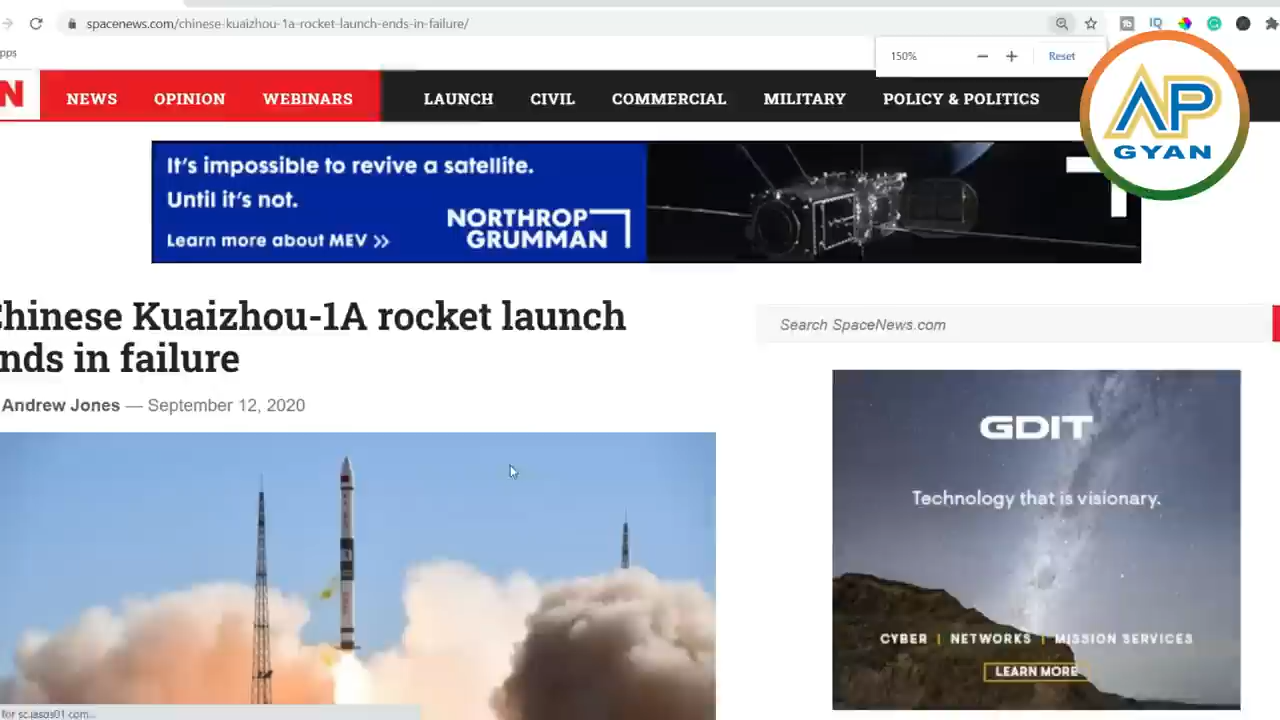 spacenews.com/chinese-kuaizhou-1a-rocket-launch-ends-in-failure/
pps
150%
Reset
N
NEWS OPINION WEBINARS LAUNCH CIVIL COMMERCIAL MILITARY POLICY & POLITICS
AP
GYAN
It's impossible to revive a satellite.
Until it's not.
Learn more about MEV >>
NORTHROP
GRUMMAN
Chinese Kuaizhou-1A rocket launch
nds in failure
Andrew Jones — September 12, 2020
Search SpaceNews.com
GDIT
Technology that is visionary.
CYBER | NETWORKS | MISSION SERVICES
LEARN MORE